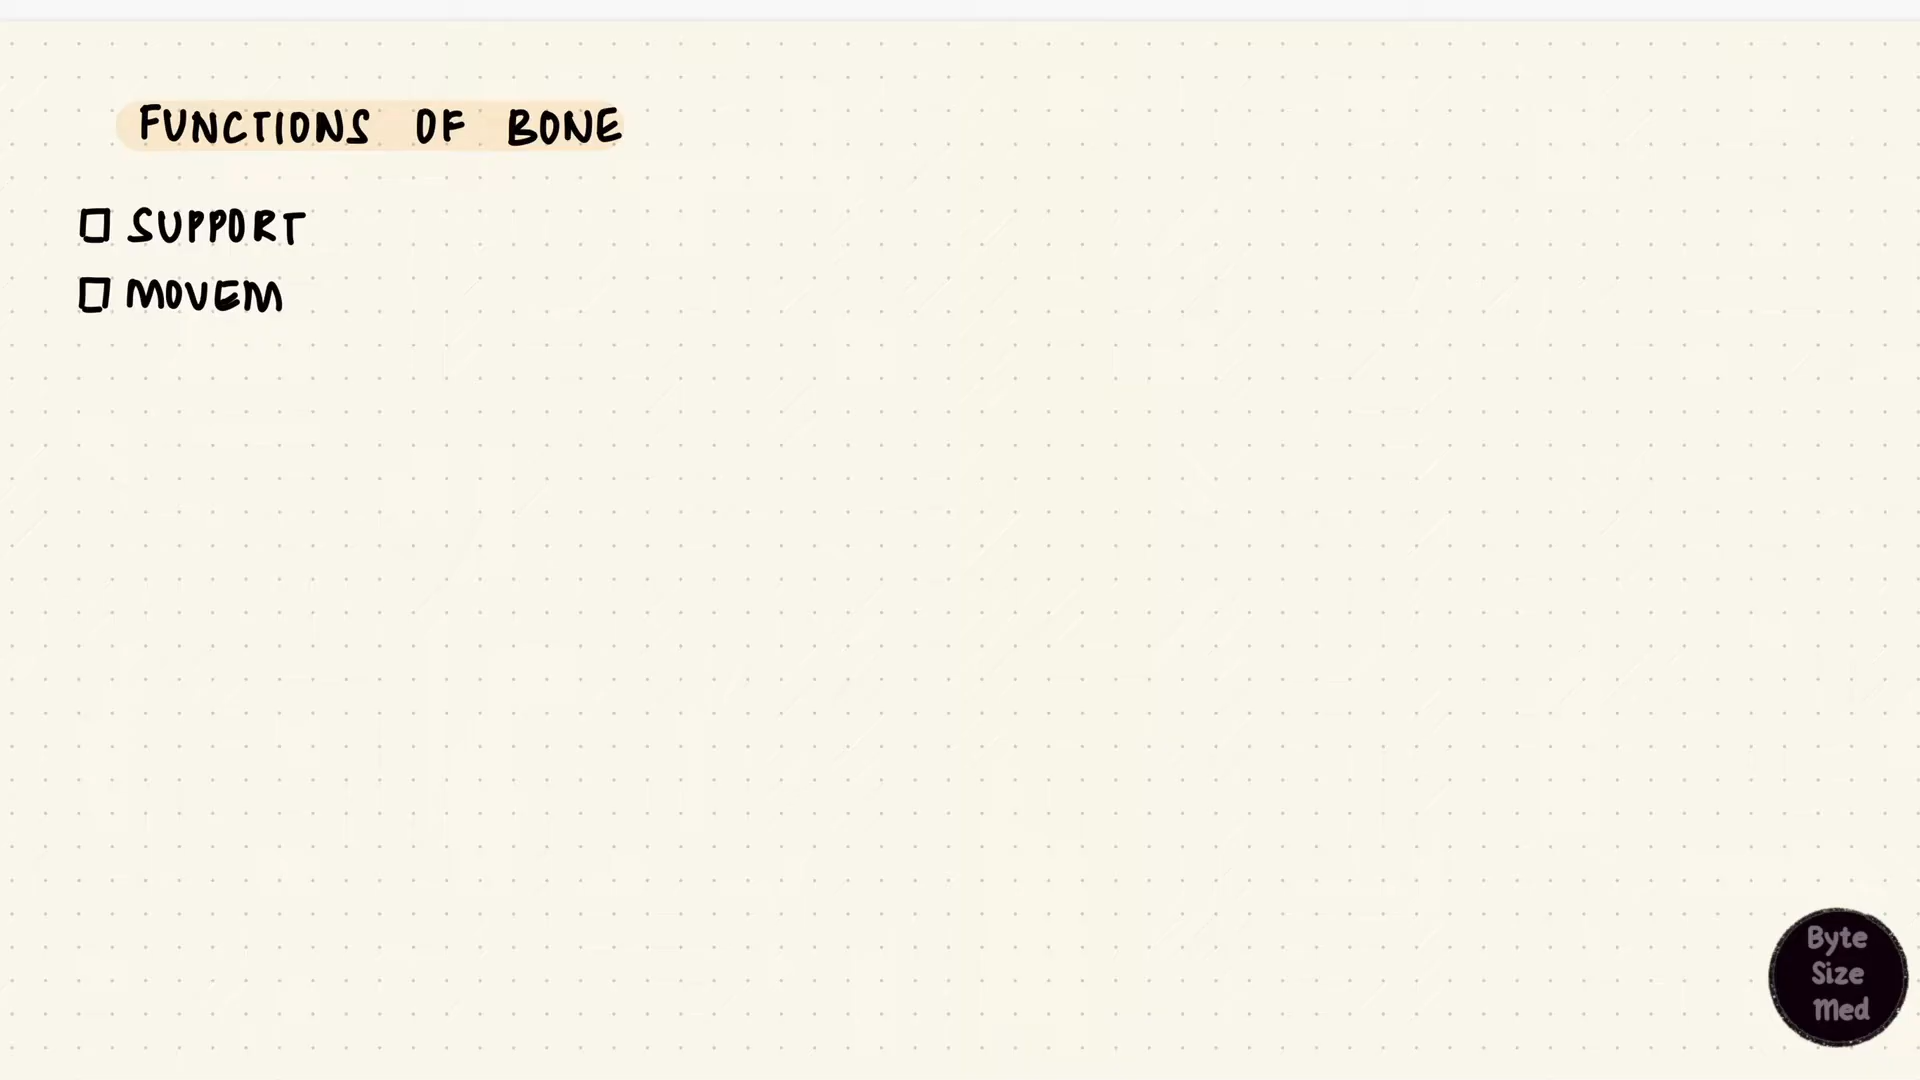 FUNCTIONS OF BONE
SUPPORT
MOVEM
Byte
Size
Med